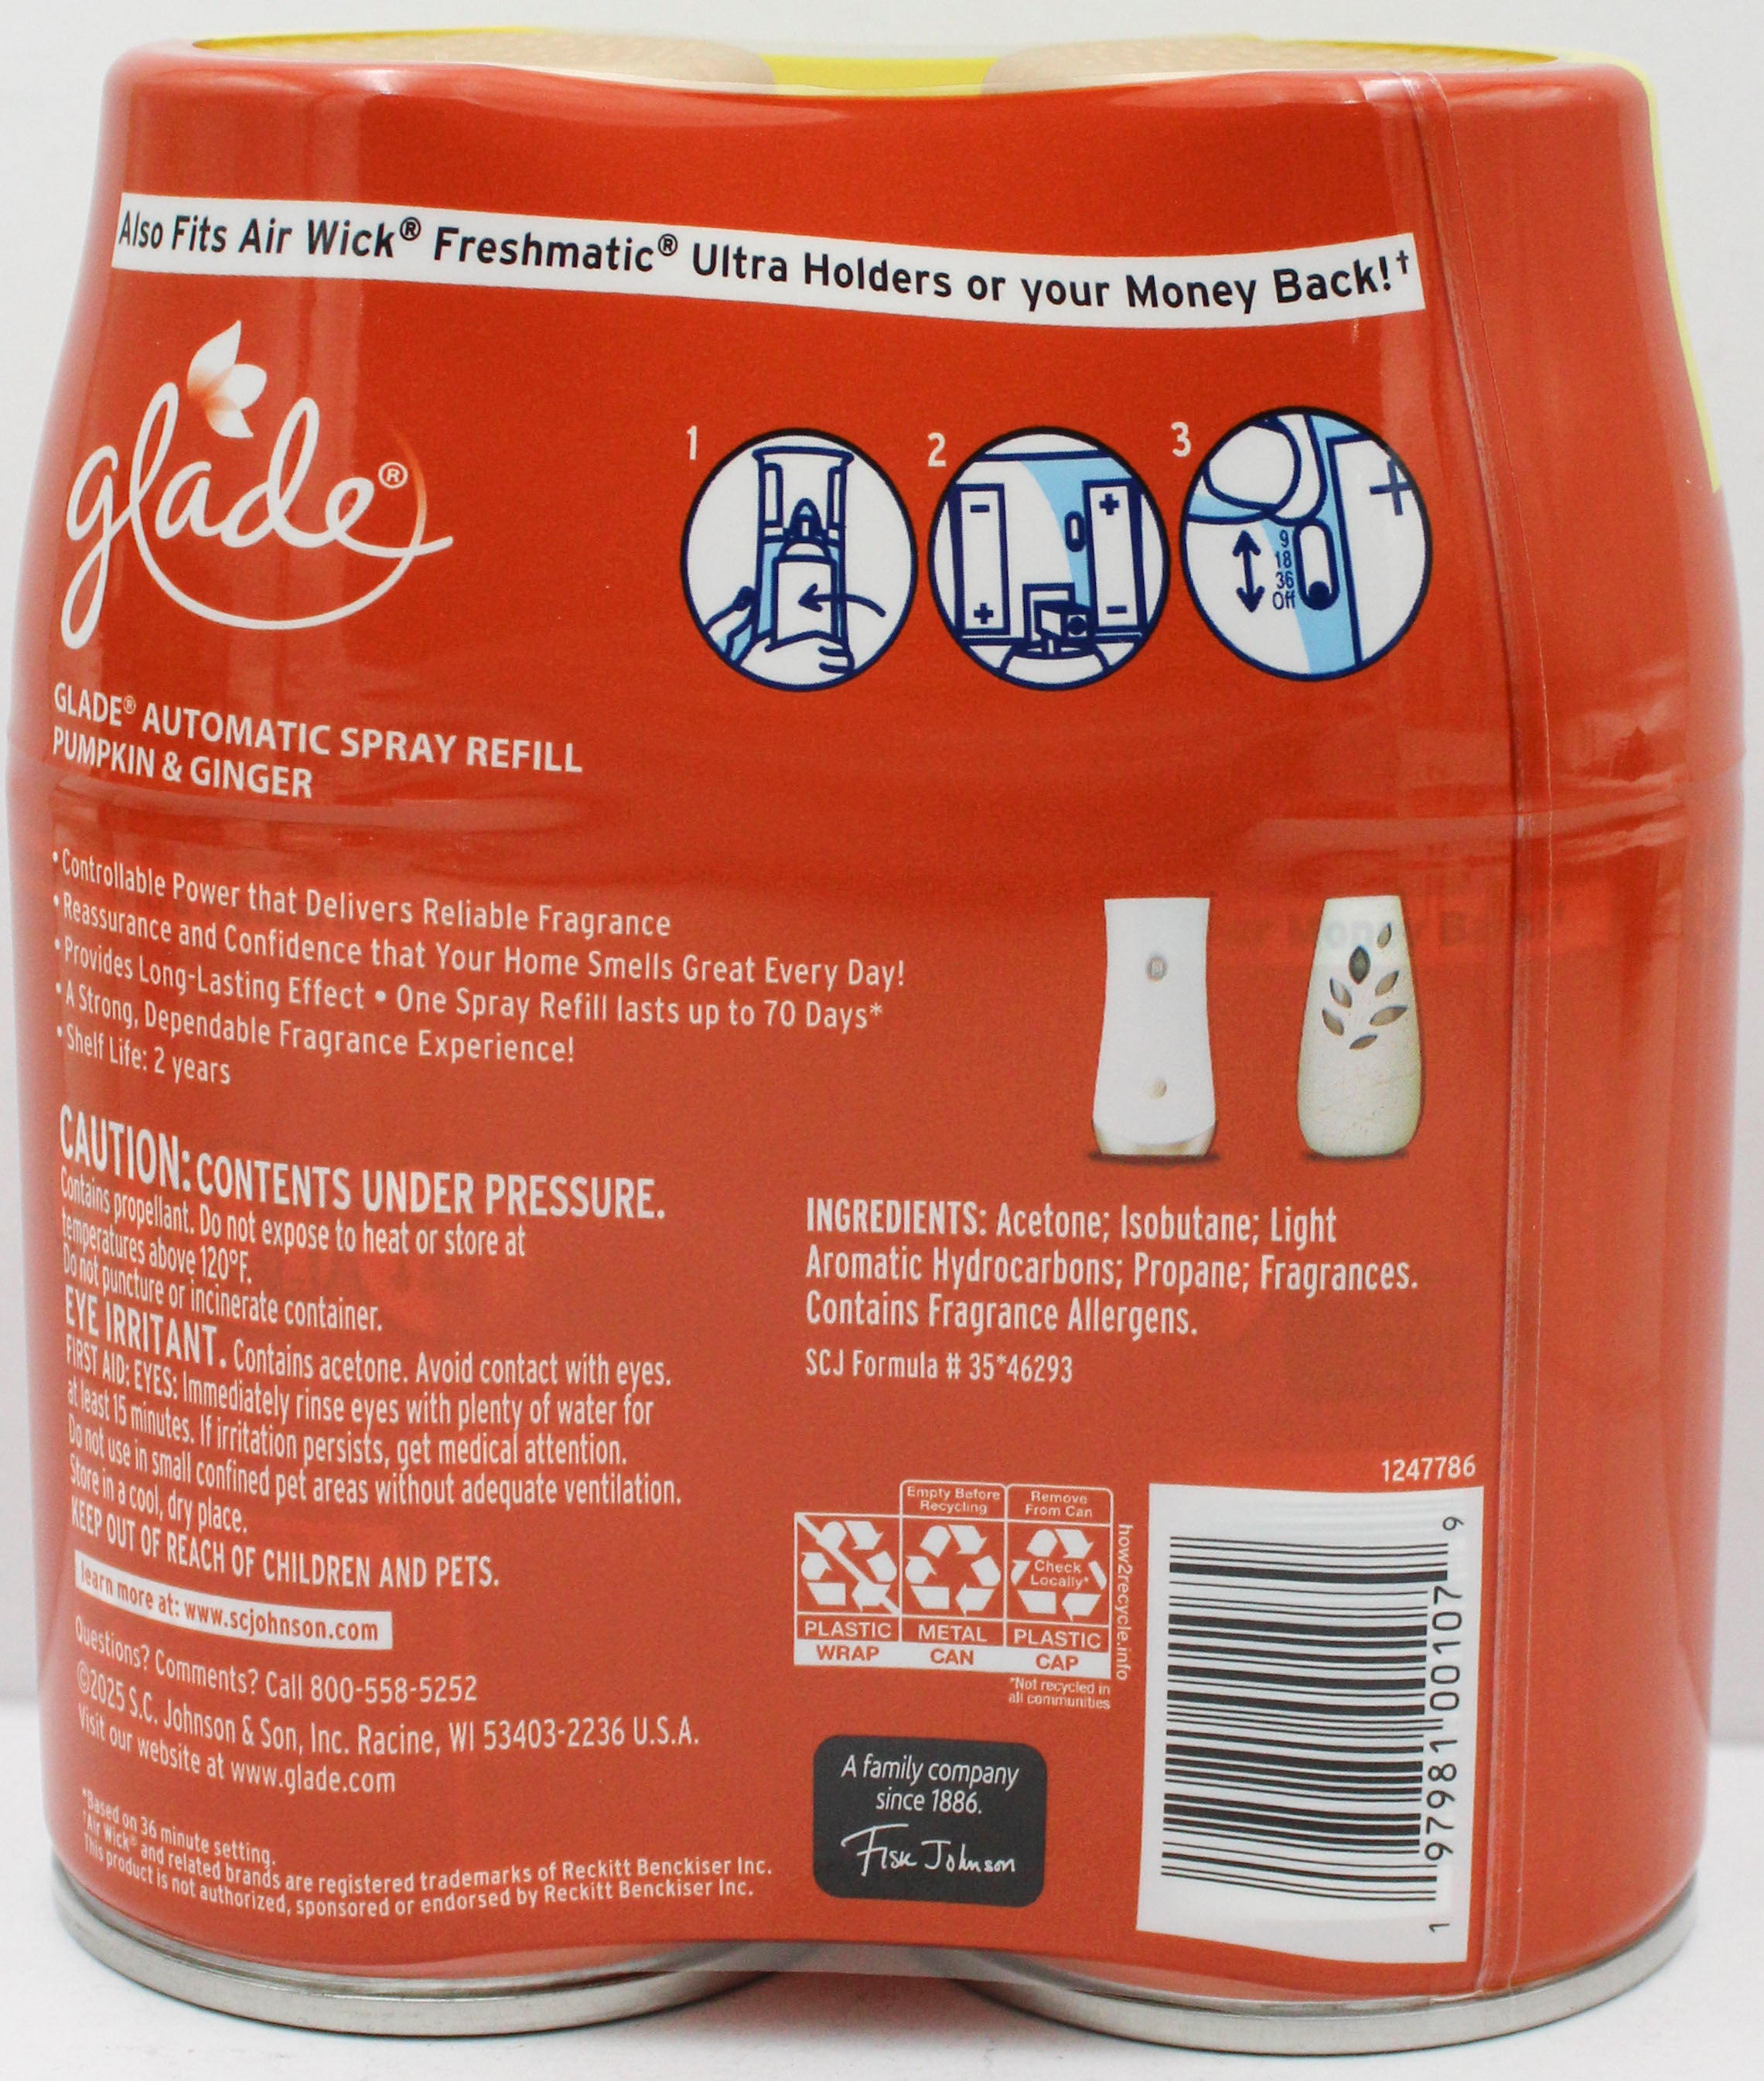 Also Fits Air Wick® Freshmatic® Ultra Holders or your Money Back!†
glade®
1
2
3
-
+
+
-
+
9
18
36
Off
GLADE® AUTOMATIC SPRAY REFILL
PUMPKIN & GINGER
• Controllable Power that Delivers Reliable Fragrance
• Reassurance and Confidence that Your Home Smells Great Every Day!
• Provides Long-Lasting Effect • One Spray Refill lasts up to 70 Days*
• A Strong, Dependable Fragrance Experience!
• Shelf Life: 2 years
CAUTION: CONTENTS UNDER PRESSURE.
Contains propellant. Do not expose to heat or store at
temperatures above 120°F.
Do not puncture or incinerate container.
EYE IRRITANT. Contains acetone. Avoid contact with eyes.
FIRST AID: EYES: Immediately rinse eyes with plenty of water for
at least 15 minutes. If irritation persists, get medical attention.
Do not use in small confined pet areas without adequate ventilation.
Store in a cool, dry place.
KEEP OUT OF REACH OF CHILDREN AND PETS.
learn more at: www.scjohnson.com
Questions? Comments? Call 800-558-5252
©2025 S.C. Johnson & Son, Inc. Racine, WI 53403-2236 U.S.A.
Visit our website at www.glade.com
*Based on 36 minute setting.
†Air Wick® and related brands are registered trademarks of Reckitt Benckiser Inc.
This product is not authorized, sponsored or endorsed by Reckitt Benckiser Inc.
INGREDIENTS: Acetone; Isobutane; Light
Aromatic Hydrocarbons; Propane; Fragrances.
Contains Fragrance Allergens.
SCJ Formula # 35*46293
Empty Before
Recycling
Remove
From Can
Check
Locally*
PLASTIC
WRAP
METAL
CAN
PLASTIC
CAP
*Not recycled in
all communities
how2recycle.info
A family company
since 1886.
Fisk Johnson
1247786
1 97981 00107 9